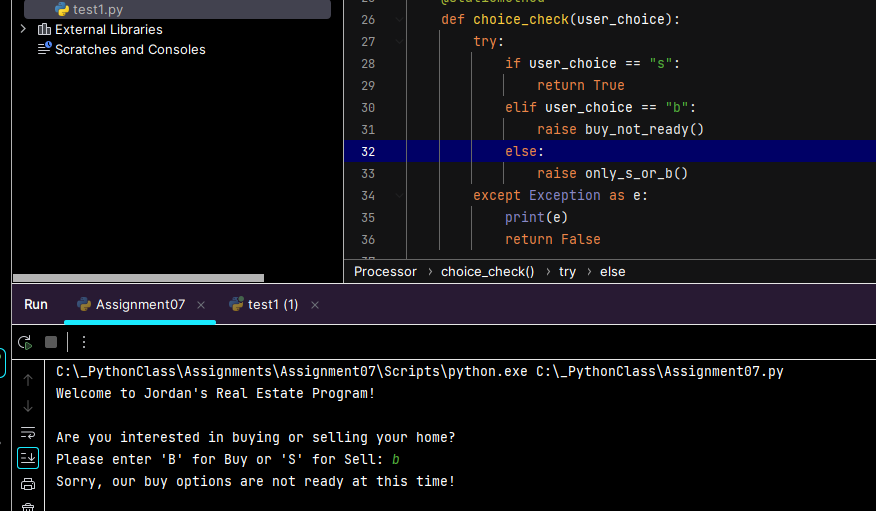 test1.py
External Libraries
Scratches and Consoles
@staticmethod
26 def choice_check(user_choice):
27 try:
28 if user_choice == "s":
29 return True
30 elif user_choice == "b":
31 raise buy_not_ready()
32 else:
33 raise only_s_or_b()
34 except Exception as e:
35 print(e)
36 return False
Processor › choice_check() › try › else
Run Assignment07 × test1 (1) ×
C:\_PythonClass\Assignments\Assignment07\Scripts\python.exe C:\_PythonClass\Assignment07.py
Welcome to Jordan's Real Estate Program!
Are you interested in buying or selling your home?
Please enter 'B' for Buy or 'S' for Sell: b
Sorry, our buy options are not ready at this time!